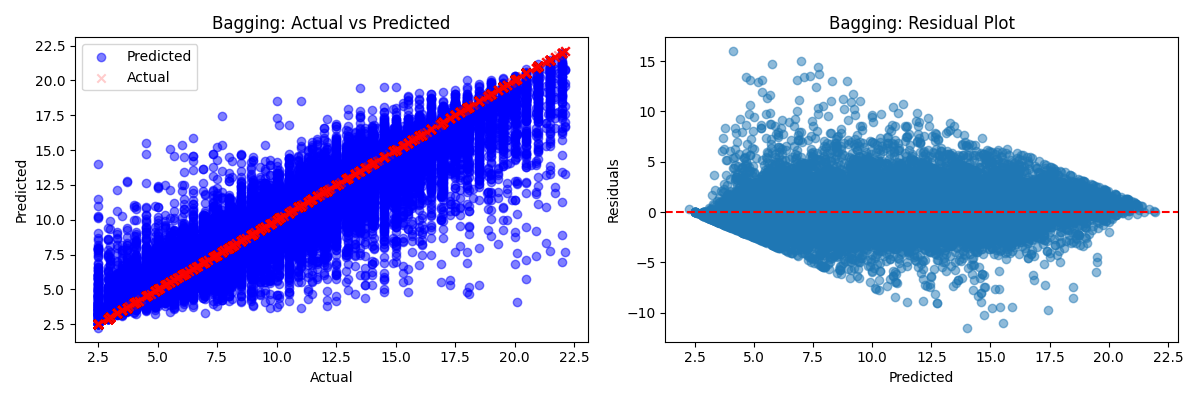 Bagging: Actual vs Predicted
Predicted
Actual
22.5
20.0
17.5
15.0
12.5
10.0
7.5
5.0
2.5
Predicted
2.5 5.0 7.5 10.0 12.5 15.0 17.5 20.0 22.5
Actual
Bagging: Residual Plot
15
10
5
0
−5
−10
Residuals
2.5 5.0 7.5 10.0 12.5 15.0 17.5 20.0 22.5
Predicted